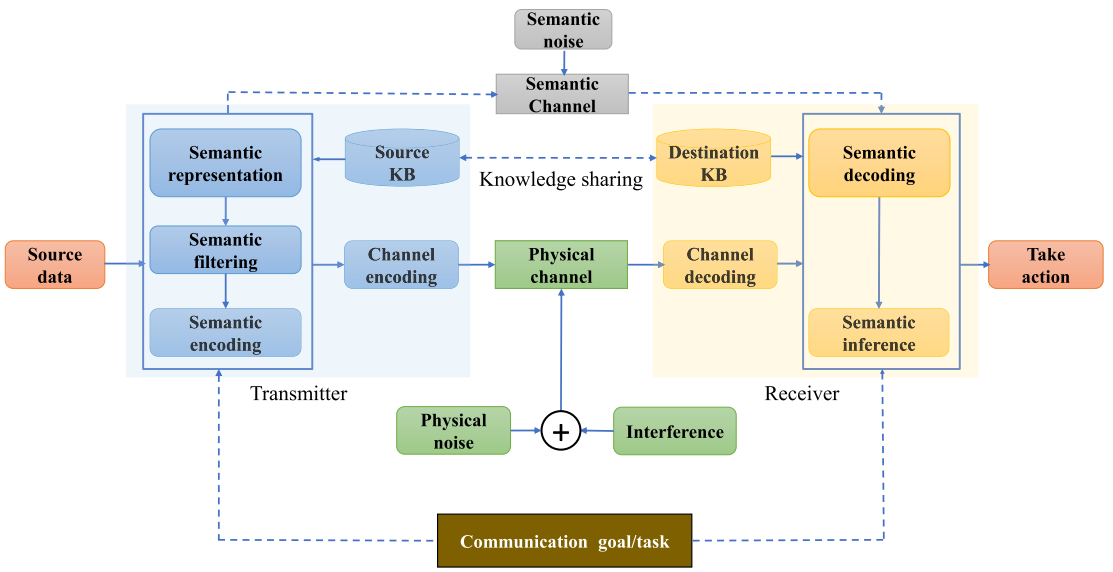 Semantic
noise
Semantic
Channel
Semantic
representation
Source
KB
Knowledge sharing
Destination
KB
Semantic
decoding
Source
data
Semantic
filtering
Channel
encoding
Physical
channel
Channel
decoding
Take
action
Semantic
encoding
Semantic
inference
Transmitter
Receiver
Physical
noise
+
Interference
Communication goal/task